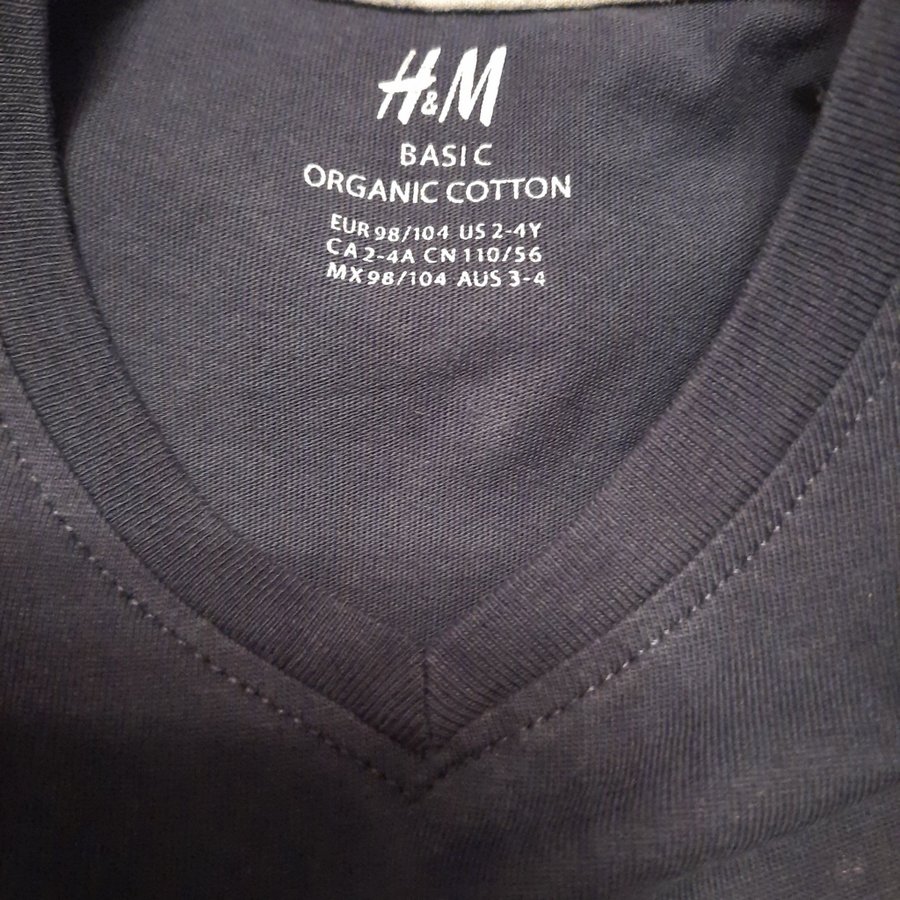 H&M
BASIC
ORGANIC COTTON
EUR 98/104 US 2-4Y
CA 2-4A CN 110/56
MX 98/104 AUS 3-4